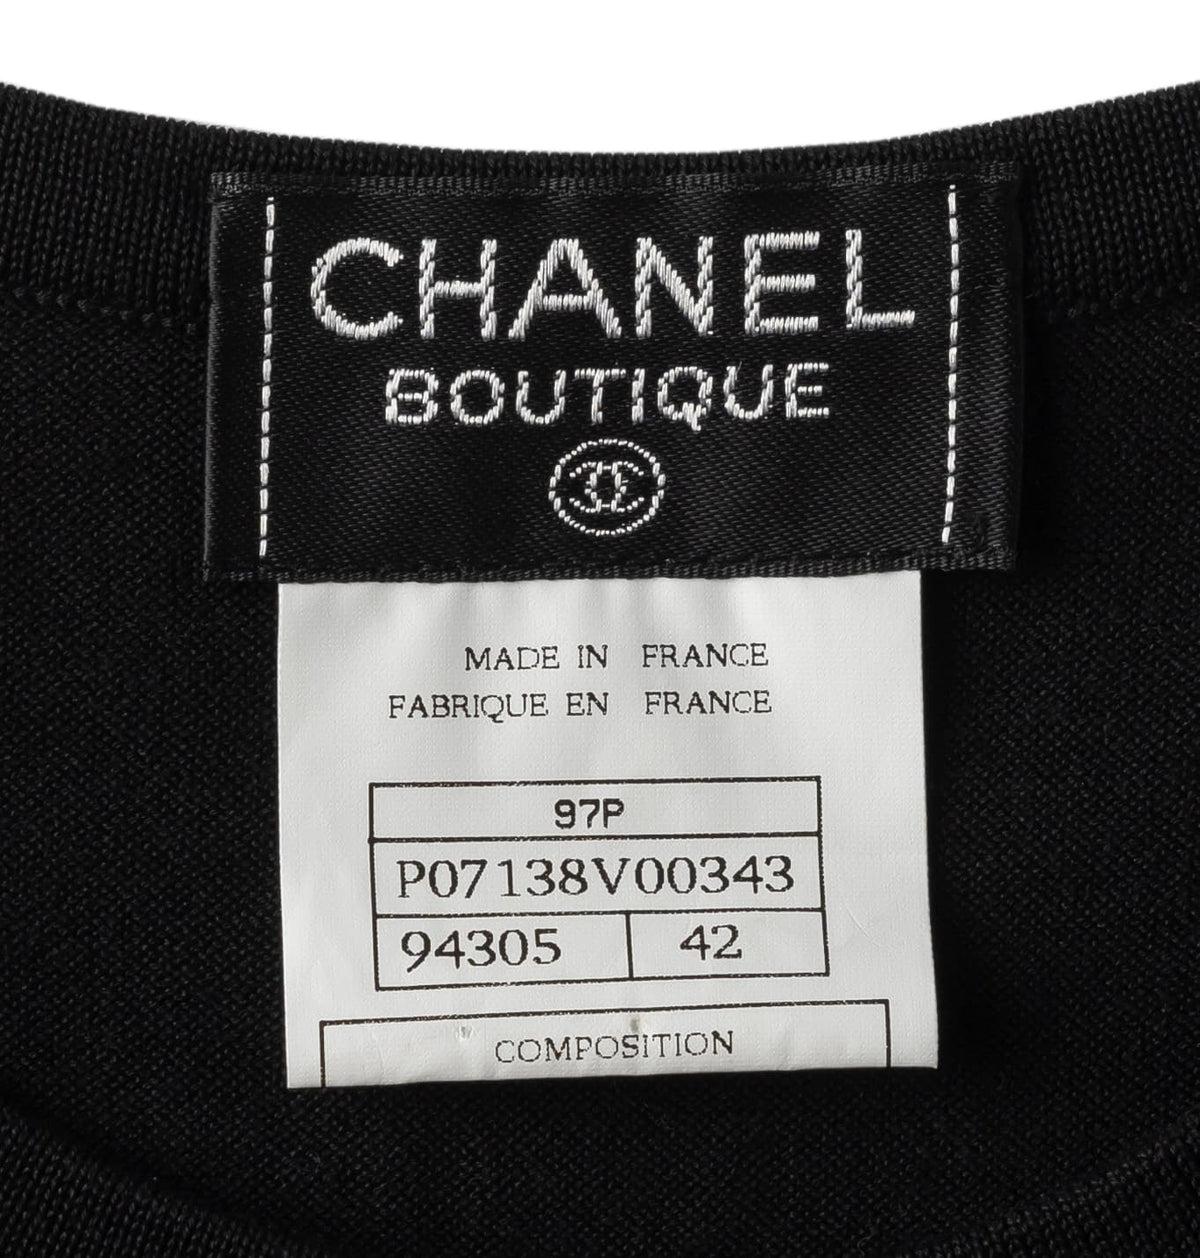 CHANEL
BOUTIQUE
MADE IN FRANCE
FABRIQUE EN FRANCE
97P
P07138V00343
94305 42
COMPOSITION